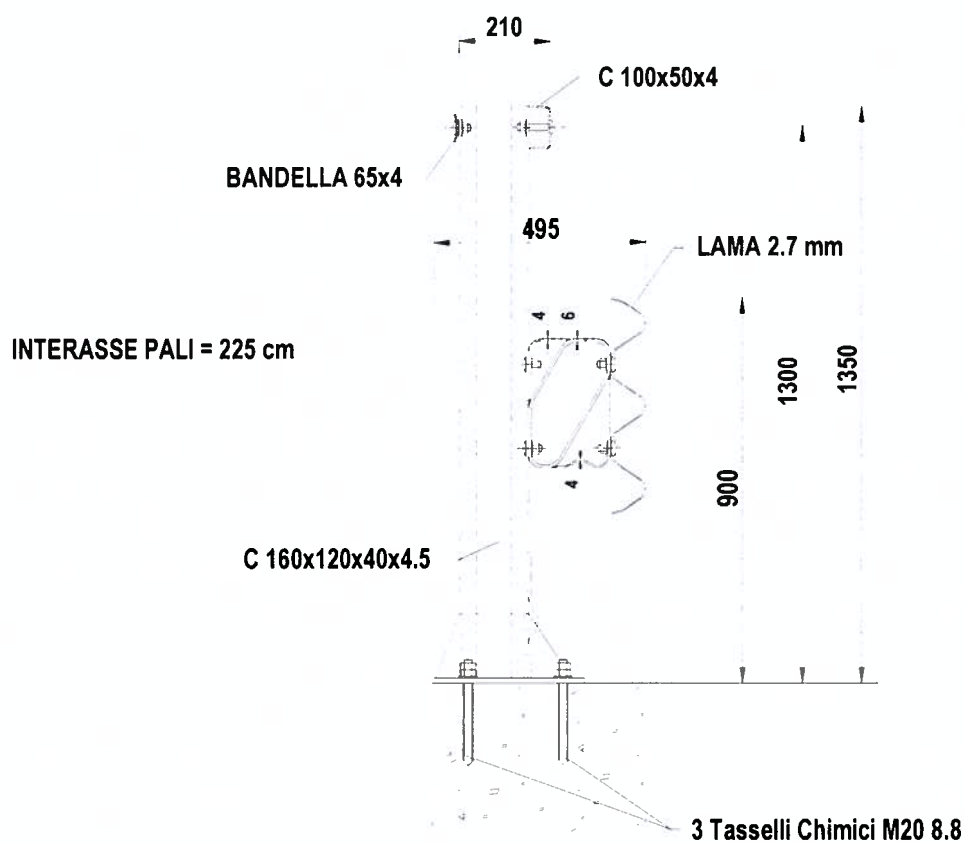 210
C 100x50x4
BANDELLA 65x4
495
LAMA 2.7 mm
4
6
INTERASSE PALI = 225 cm
1300
1350
900
4
C 160x120x40x4.5
3 Tasselli Chimici M20 8.8